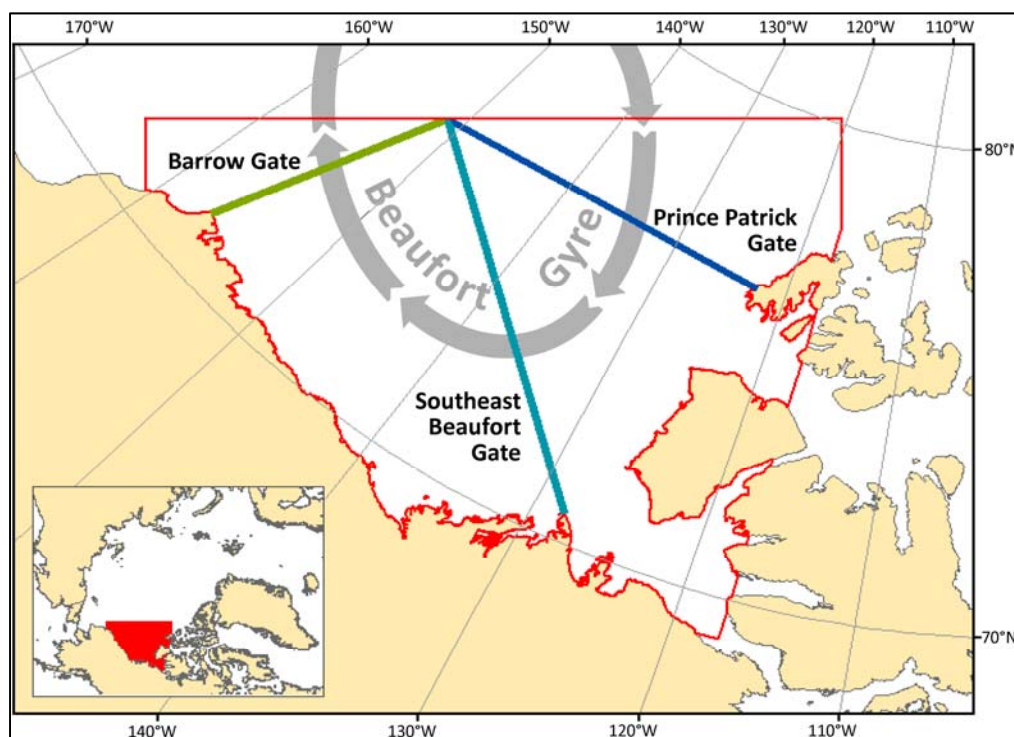 170°W
160°W
150°W
140°W
130°W
120°W
110°W
80°N
Barrow Gate
Beaufort
Gyre
Prince Patrick
Gate
Southeast
Beaufort
Gate
70°N
140°W
130°W
120°W
110°W